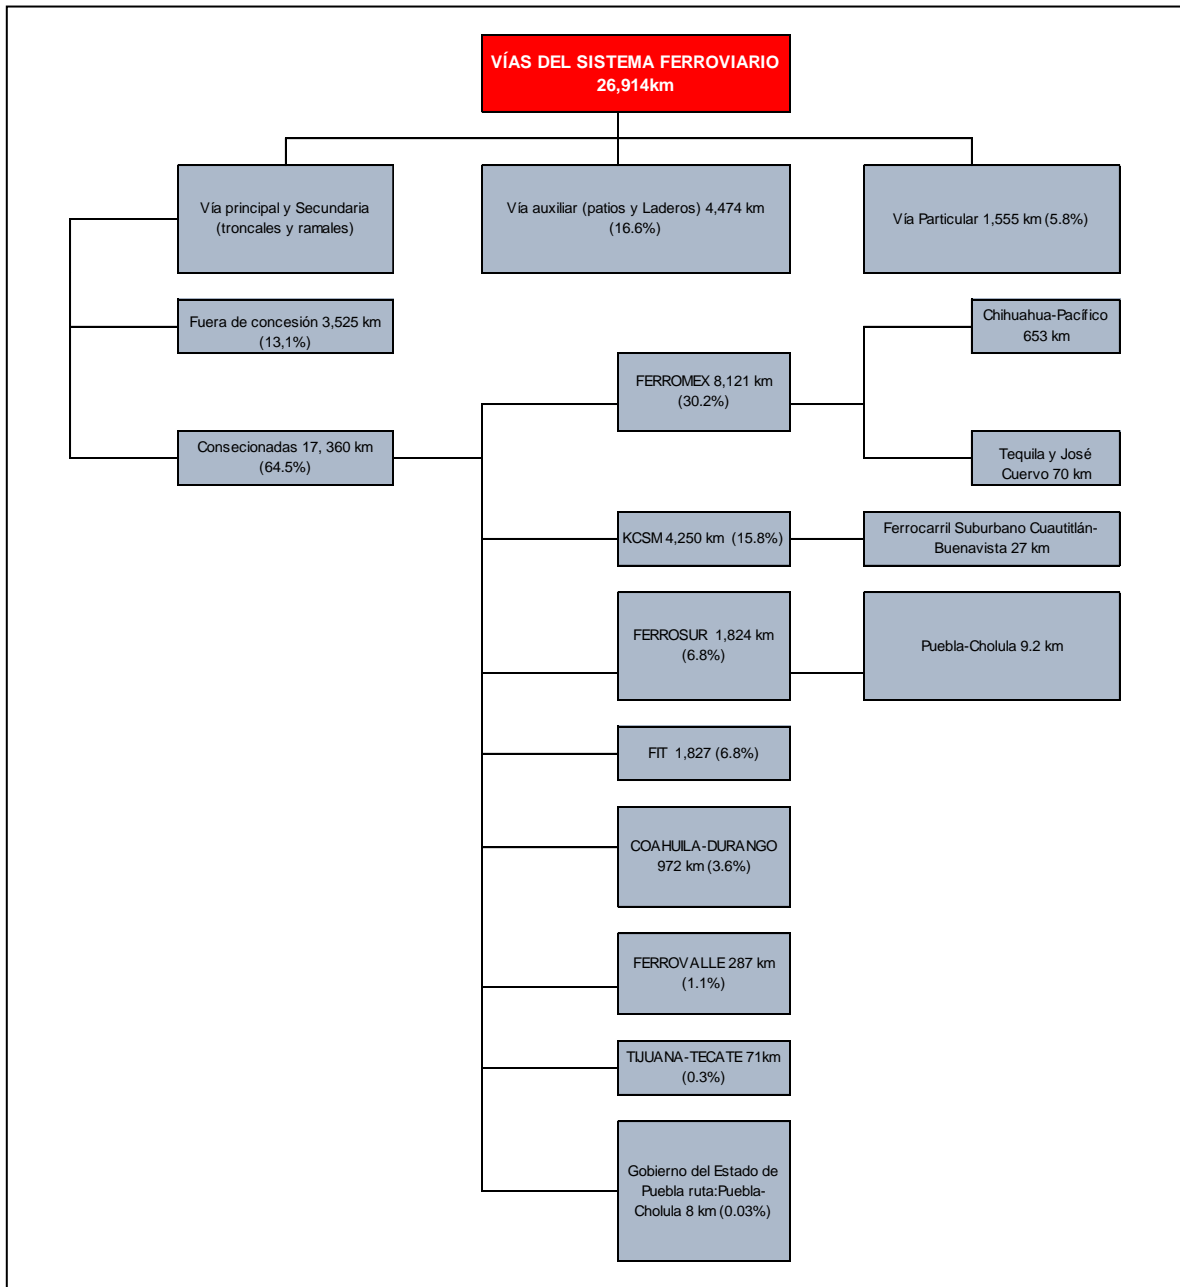 VÍAS DEL SISTEMA FERROVIARIO
26,914km
Vía principal y Secundaria
(troncales y ramales)
Vía auxiliar (patios y Laderos) 4,474 km
(16.6%)
Vía Particular 1,555 km (5.8%)
Fuera de concesión 3,525 km
(13,1%)
Consecionadas 17, 360 km
(64.5%)
FERROMEX 8,121 km
(30.2%)
Chihuahua-Pacífico
653 km
Tequila y José
Cuervo 70 km
KCSM 4,250 km (15.8%)
Ferrocarril Suburbano Cuautitlán-
Buenavista 27 km
FERROSUR 1,824 km
(6.8%)
Puebla-Cholula 9.2 km
FIT 1,827 (6.8%)
COAHUILA-DURANGO
972 km (3.6%)
FERROVALLE 287 km
(1.1%)
TIJUANA-TECATE 71km
(0.3%)
Gobierno del Estado de
Puebla ruta:Puebla-
Cholula 8 km (0.03%)